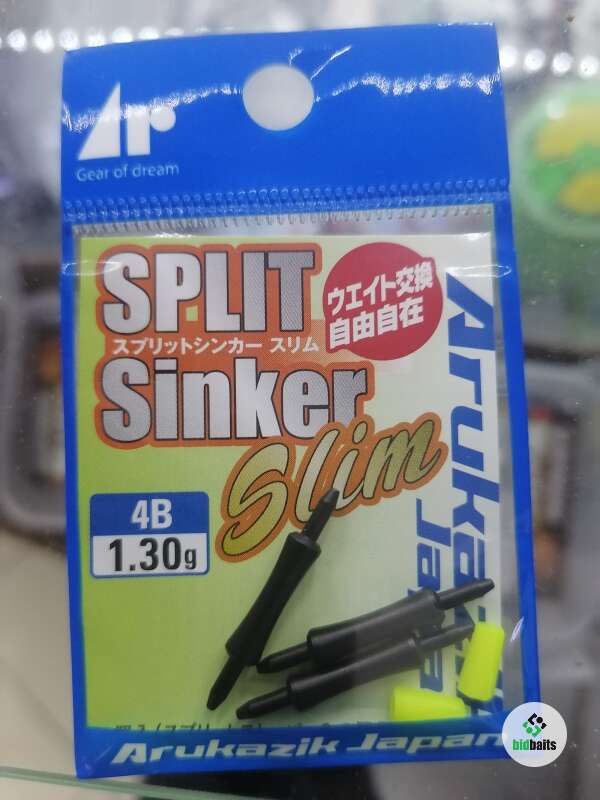 Ar
Gear of dream
SPLIT
スプリットシンカー スリム
Sinker
Slim
ウエイト交換
自由自在
4B
1.30g
Arukazik
Japan
Arukazik Japan
bidbaits